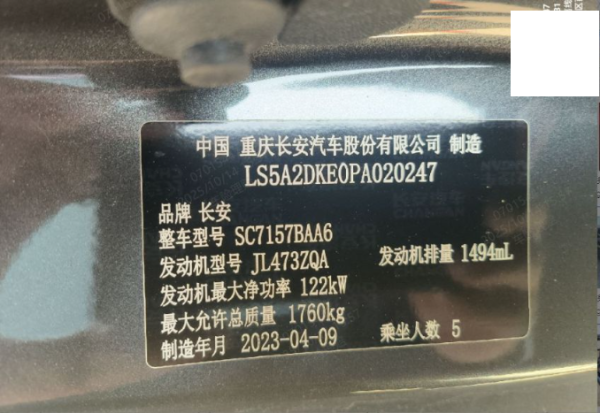 中国 重庆长安汽车股份有限公司 制造
LS5A2DKE0PA020247
品牌 长安
整车型号 SC7157BAA6
发动机型号 JL473ZQA 发动机排量 1494mL
发动机最大净功率 122kW
最大允许总质量 1760kg
制造年月 2023-04-09 乘坐人数 5